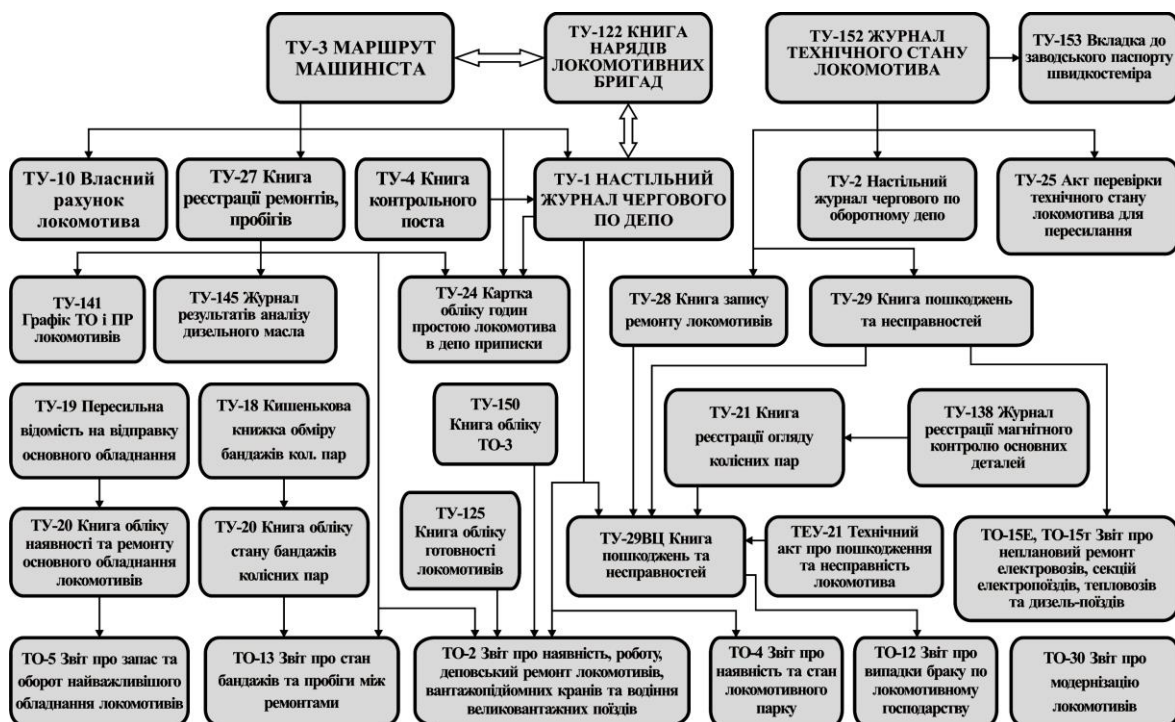 ТУ-3 МАРШРУТ
МАШИНІСТА
ТУ-122 КНИГА
НАРЯДІВ
ЛОКОМОТИВНИХ
БРИГАД
ТУ-152 ЖУРНАЛ
ТЕХНІЧНОГО СТАНУ
ЛОКОМОТИВА
ТУ-153 Вкладка до
заводського паспорту
швидкостеміра
ТУ-10 Власний
рахунок
локомотива
ТУ-27 Книга
реєстрації ремонтів,
пробігів
ТУ-4 Книга
контрольного
поста
ТУ-1 НАСТІЛЬНИЙ
ЖУРНАЛ ЧЕРГОВОГО
ПО ДЕПО
ТУ-2 Настільний
журнал чергового по
оборотному депо
ТУ-25 Акт перевірки
технічного стану
локомотива для
пересилання
ТУ-141
Графік ТО і ПР
локомотивів
ТУ-145 Журнал
результатів аналізу
дизельного масла
ТУ-24 Картка
обліку годин
простою локомотива
в депо приписки
ТУ-28 Книга запису
ремонту локомотивів
ТУ-29 Книга пошкоджень
та несправностей
ТУ-19 Пересильна
відомість на відправку
основного обладнання
ТУ-18 Кишенькова
книжка обміру
бандажів кол. пар
ТУ-150
Книга обліку
ТО-3
ТУ-21 Книга
реєстрації огляду
колісних пар
ТУ-138 Журнал
реєстрації магнітного
контролю основних
деталей
ТУ-20 Книга обліку
наявності та ремонту
основного обладнання
локомотивів
ТУ-20 Книга обліку
стану бандажів
колісних пар
ТУ-125
Книга обліку
готовності
локомотивів
ТУ-29ВЦ Книга
пошкоджень та
несправностей
ТЕУ-21 Технічний
акт про пошкодження
та несправність
локомотива
ТО-15Е, ТО-15т Звіт про
неплановий ремонт
електровозів, секцій
електропоїздів, тепловозів
та дизель-поїздів
ТО-5 Звіт про запас та
оборот найважливішого
обладнання локомотивів
ТО-13 Звіт про стан
бандажів та пробіги між
ремонтами
ТО-2 Звіт про наявність, роботу,
деповський ремонт локомотивів,
вантажопідйомних кранів та водіння
великовантажних поїздів
ТО-4 Звіт про
наявність та стан
локомотивного
парку
ТО-12 Звіт про
випадки браку по
локомотивному
господарству
ТО-30 Звіт про
модернізацію
локомотивів